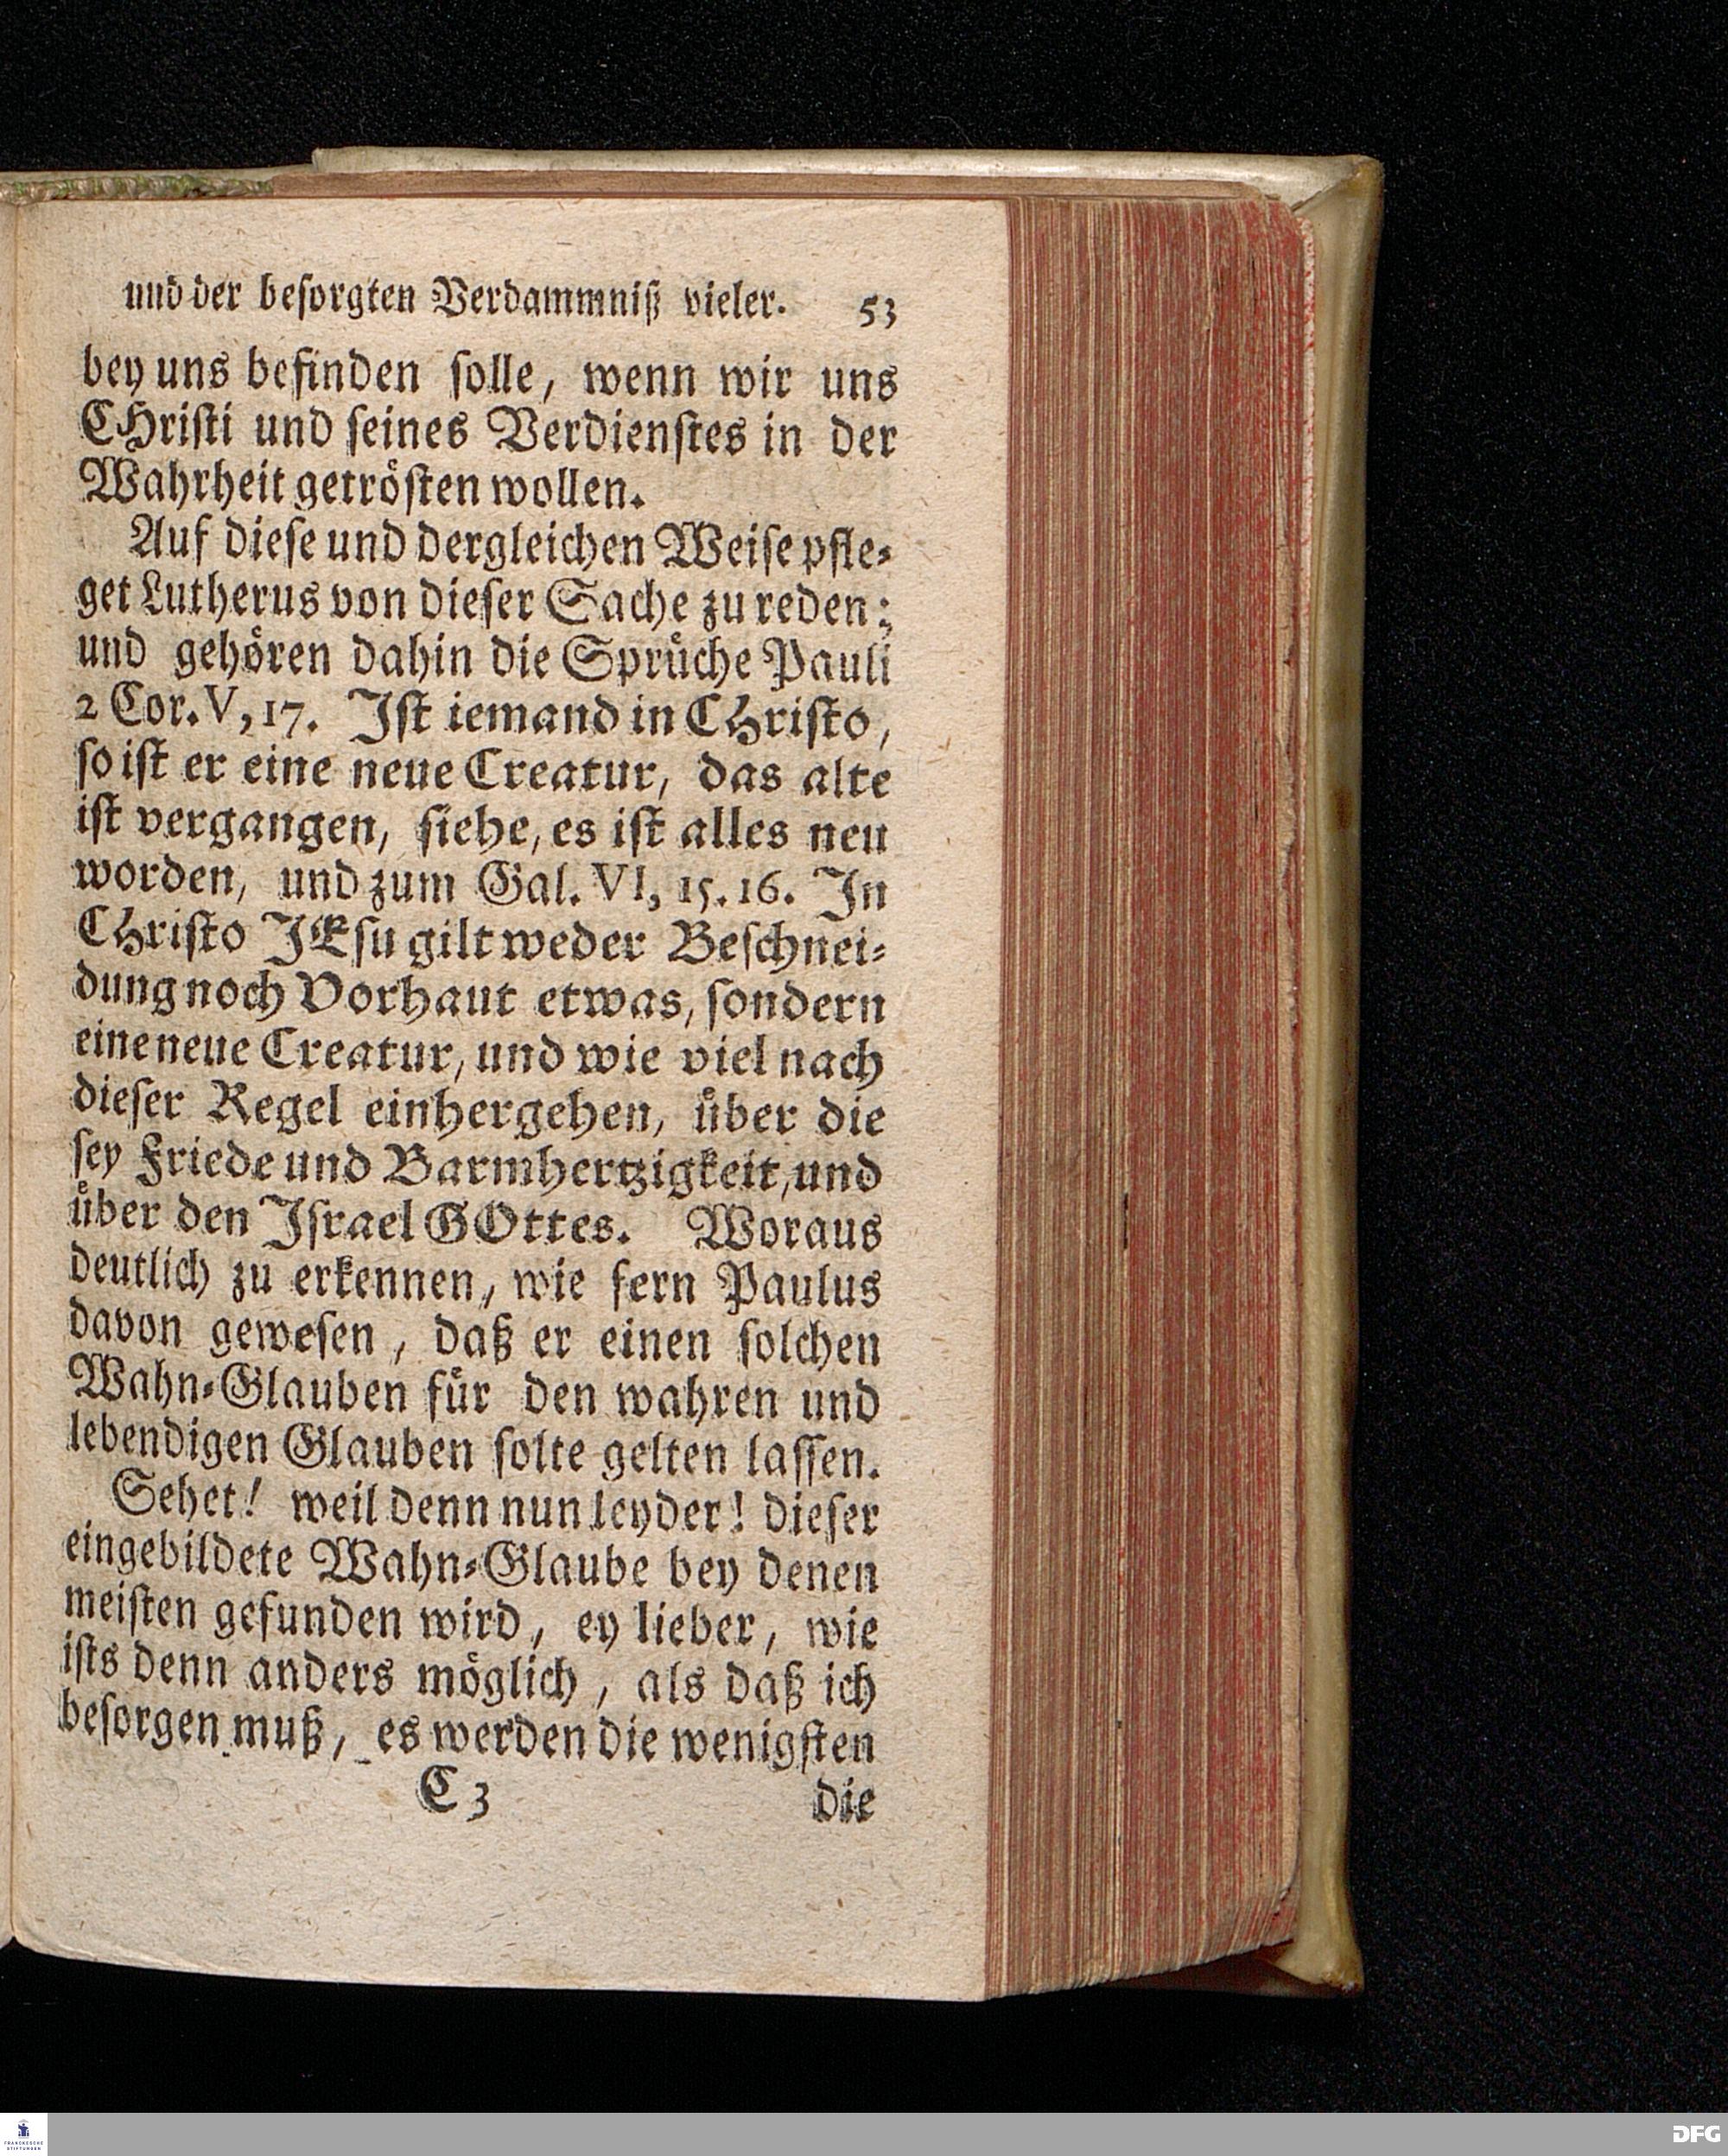 und der beſorgten Verdammniß vieler. 53
bey uns befinden ſolle, wenn wir uns
CHriſti und ſeines Verdienſtes in der
Wahrheit getröſten wollen.
Auf dieſe und dergleichen Weiſe pfle-
get Lutherus von dieſer Sache zu reden;
und gehören dahin die Sprüche Pauli
2 Cor. V, 17. Iſt iemand in CHriſto,
ſo iſt er eine neue Creatur, das alte
iſt vergangen, ſiehe, es iſt alles neu
worden, und zum Gal. VI, 15. 16. In
CHriſto JEſu gilt weder Beſchnei-
dung noch Vorhaut etwas, ſondern
eine neue Creatur, und wie viel nach
dieſer Regel einhergehen, über die
ſey Friede und Barmhertzigkeit, und
über den Iſrael GOttes. Woraus
deutlich zu erkennen, wie fern Paulus
davon geweſen, daß er einen ſolchen
Wahn-Glauben für den wahren und
lebendigen Glauben ſolte gelten laſſen.
Sehet! weil denn nun leyder! dieſer
eingebildete Wahn-Glaube bey denen
meiſten gefunden wird, ey lieber, wie
iſts denn anders möglich, als daß ich
beſorgen muß, es werden die wenigſten
C 3 die
FRANCKESCHE
STIFTUNGEN
DFG